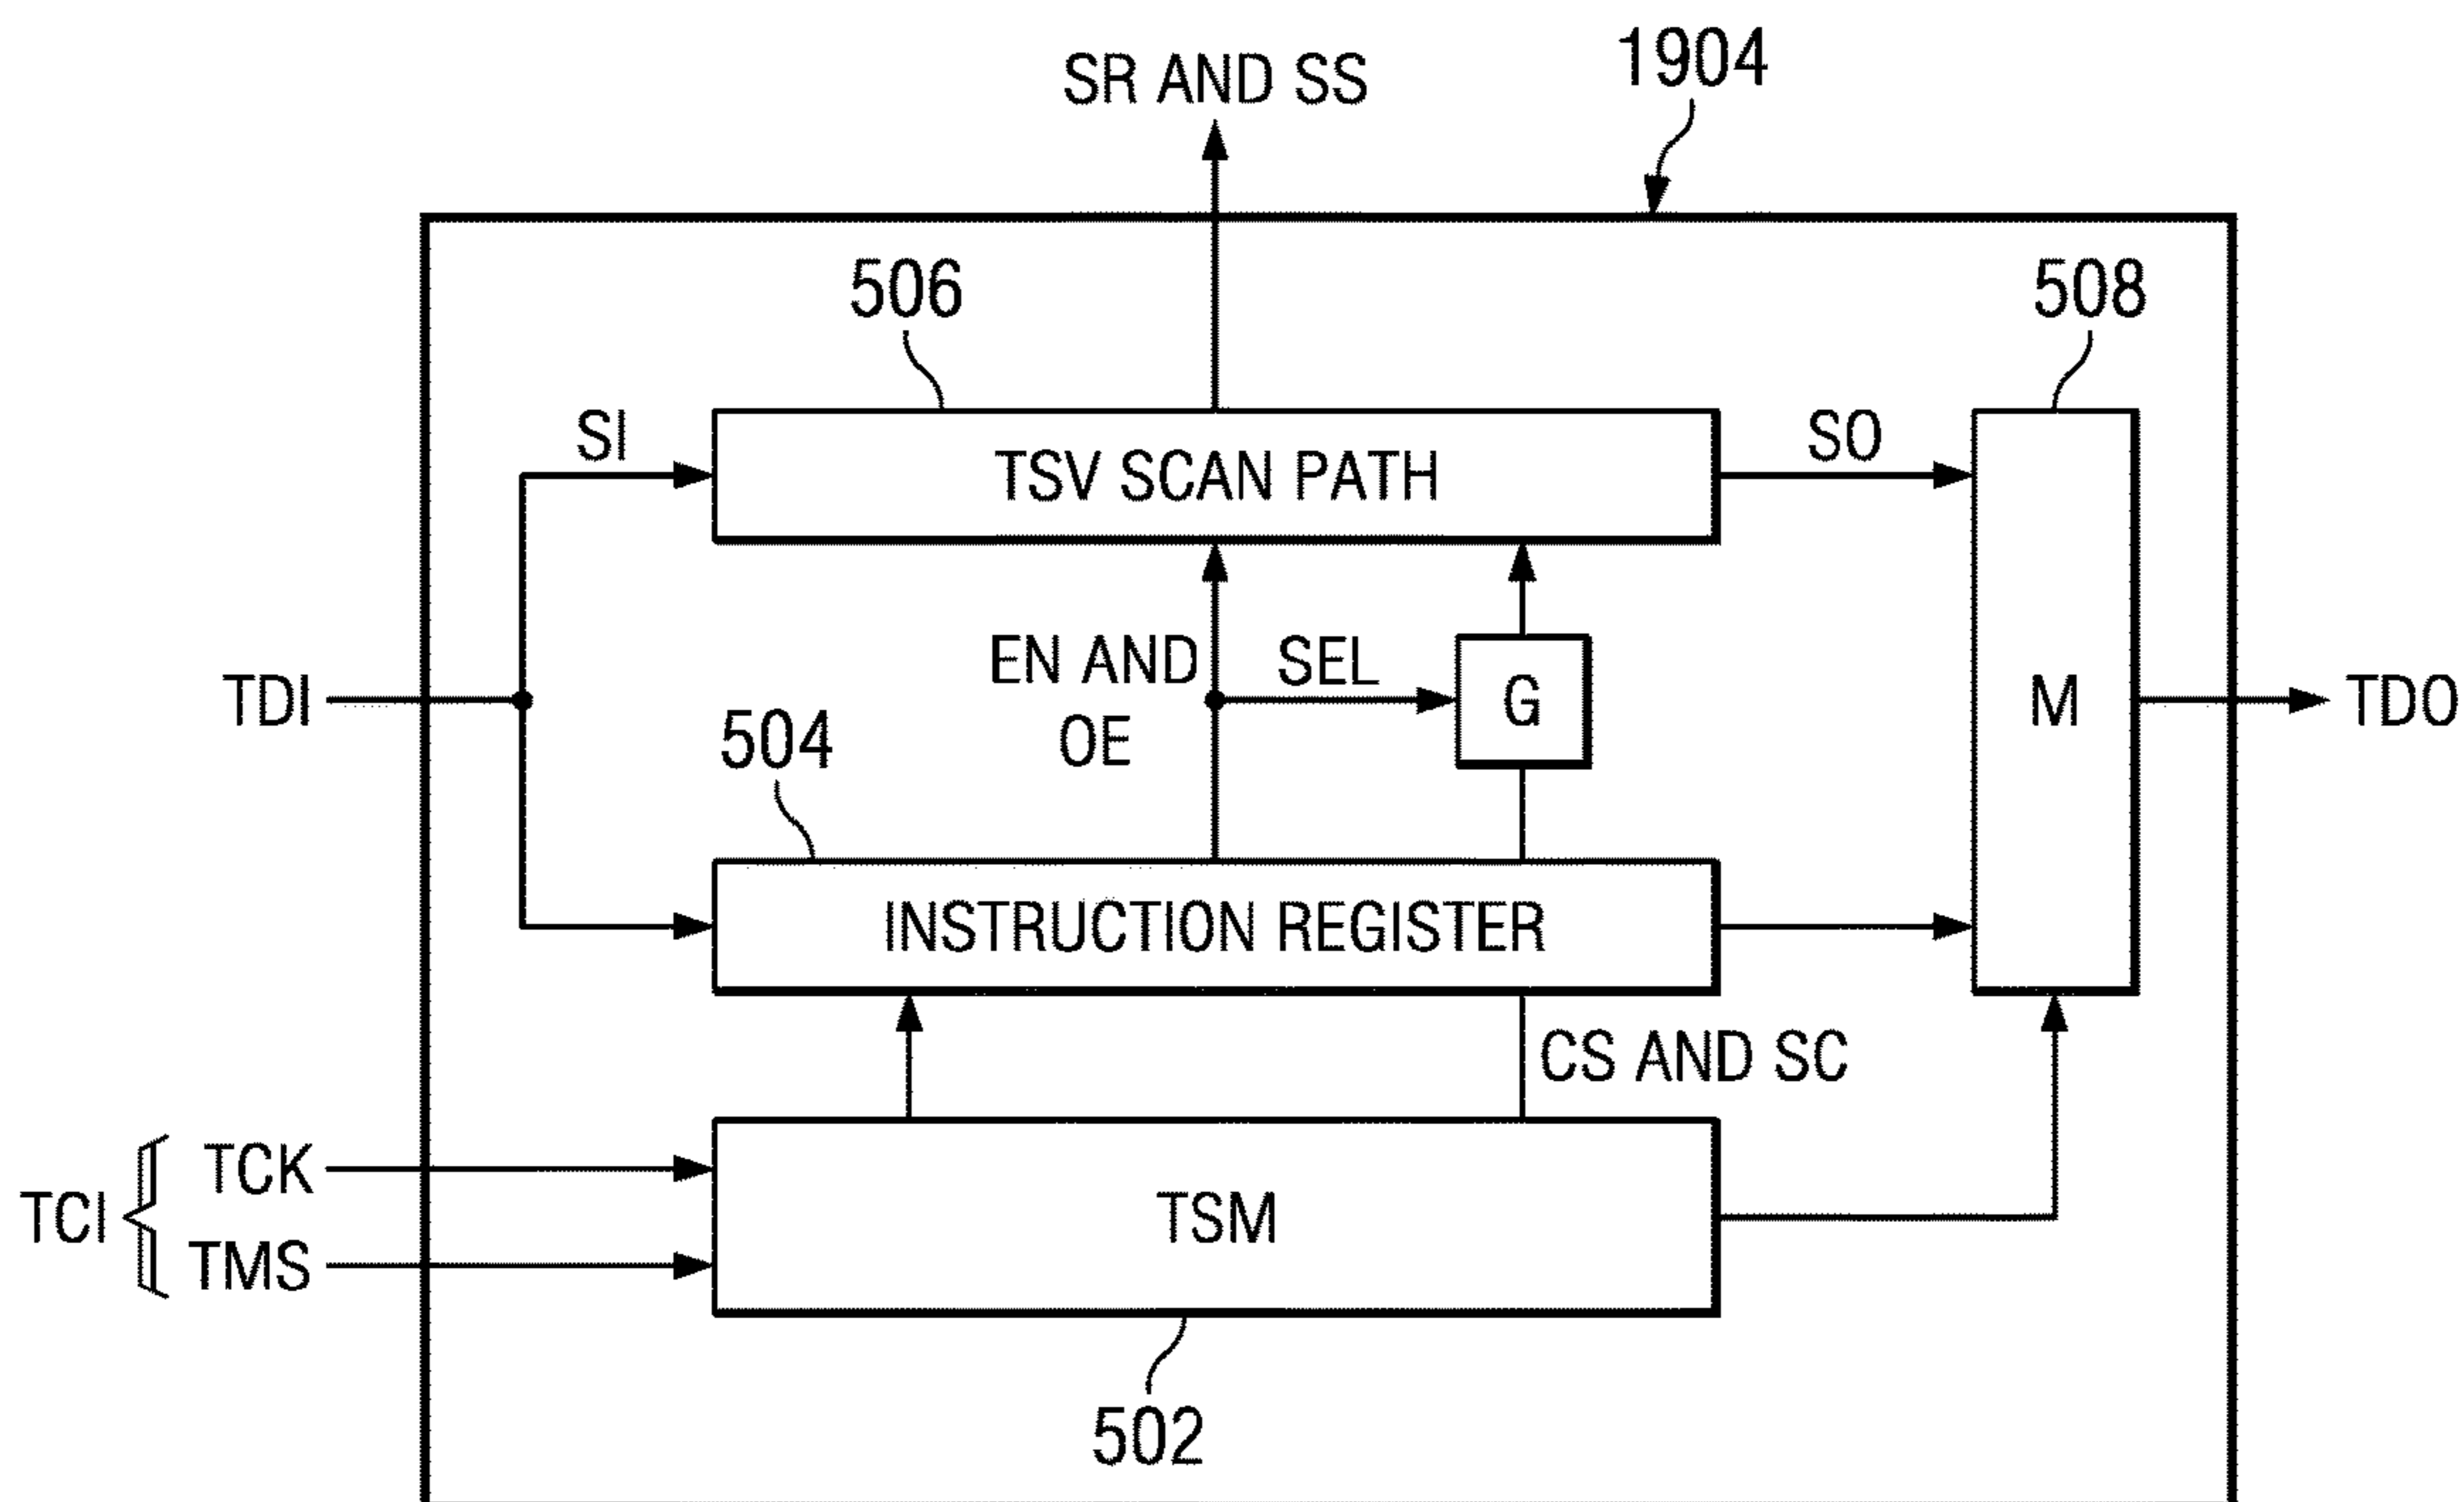 1904
SR AND SS
506
508
SI
TSV SCAN PATH
SO
EN AND
OE
SEL
G
M
TDI
TDO
504
INSTRUCTION REGISTER
CS AND SC
TCI
TCK
TMS
TSM
502